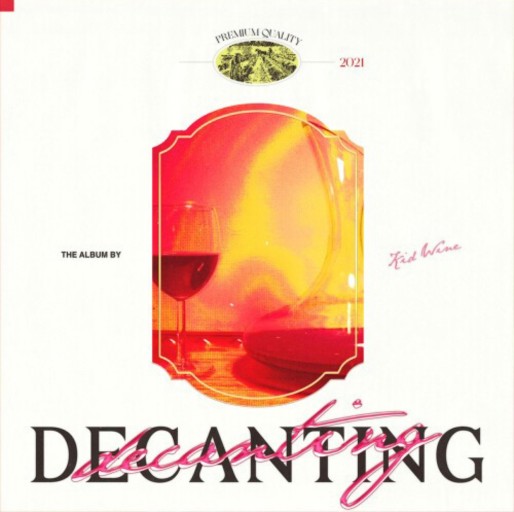 PREMIUM QUALITY
2021
THE ALBUM BY
Kid Wine
DECANTING
decanting